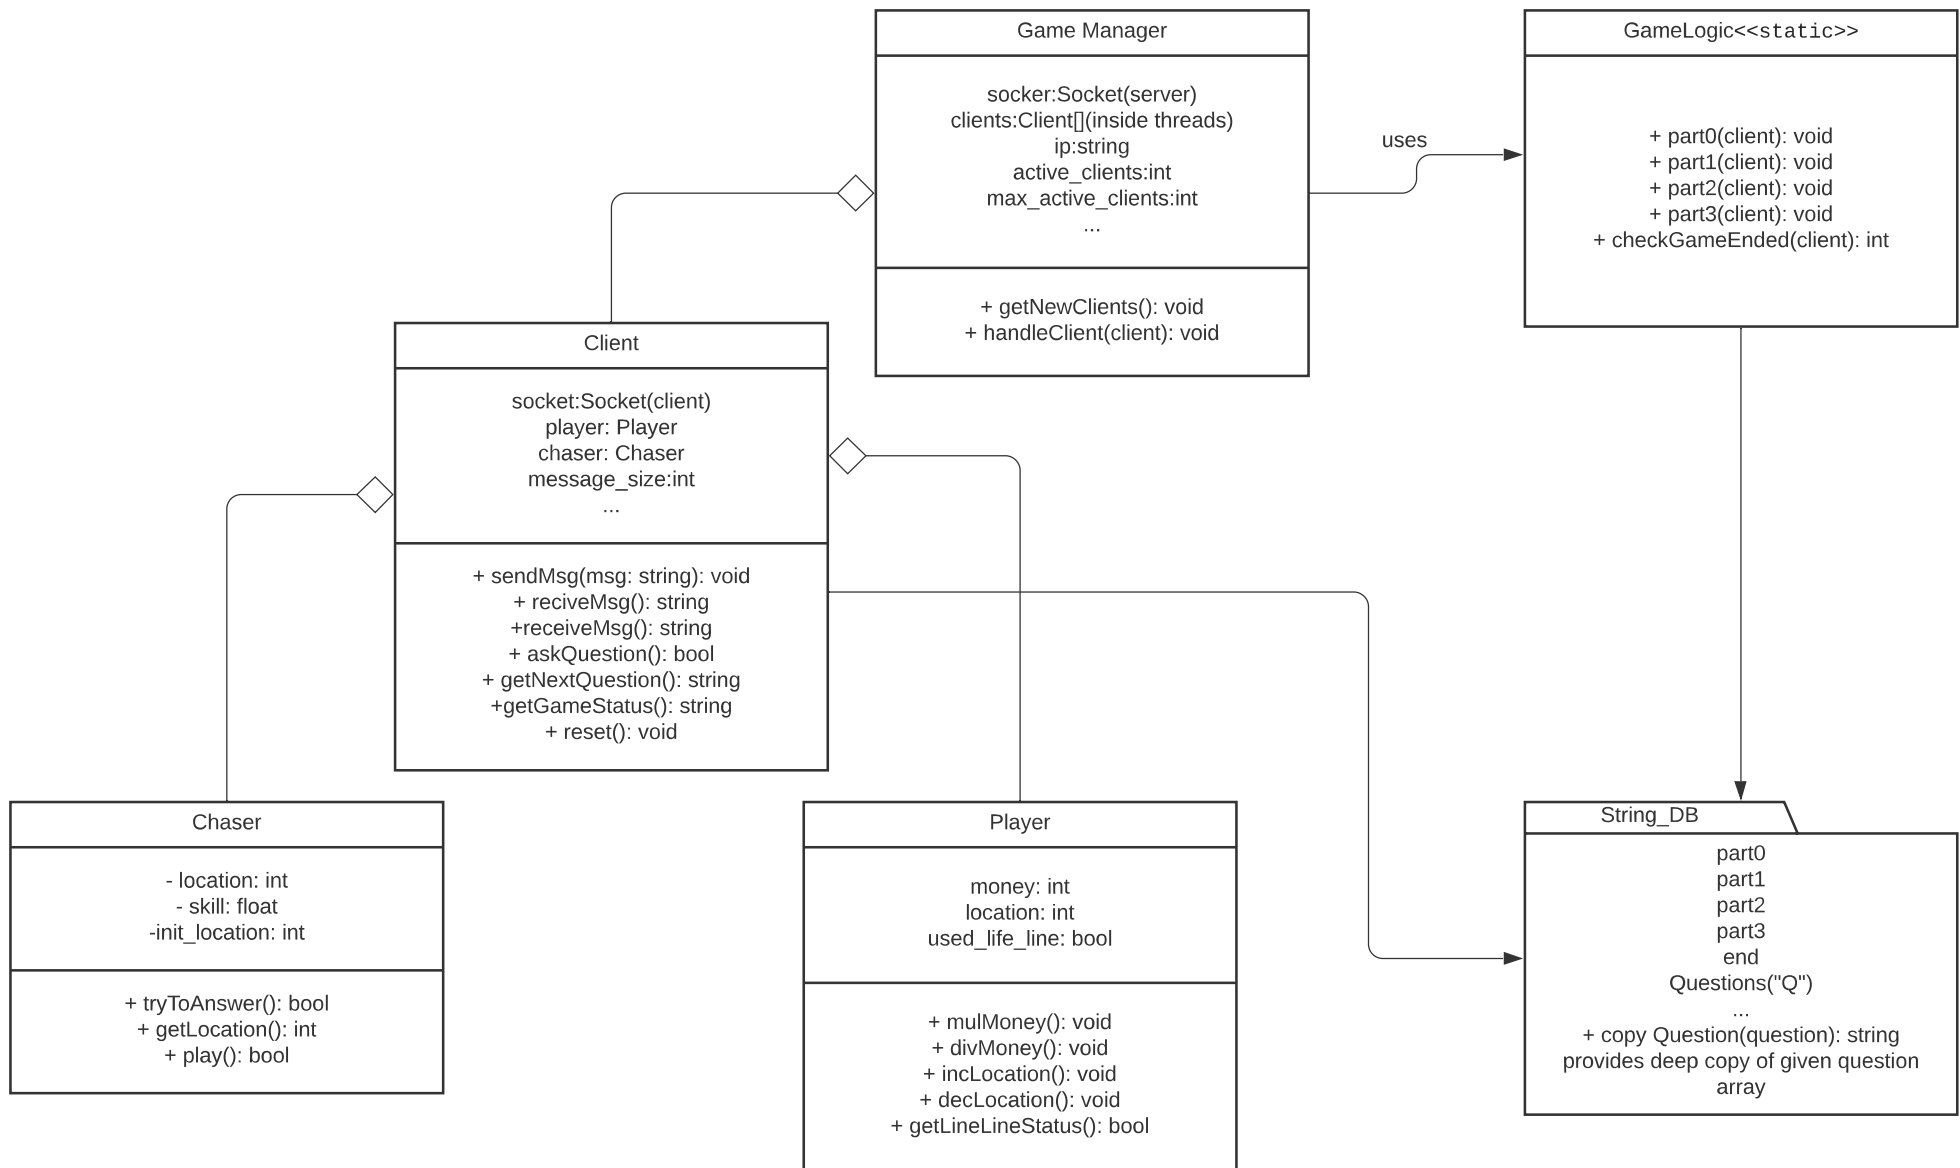 Game Manager
socker:Socket(server)
clients:Client[](inside threads)
ip:string
active_clients:int
max_active_clients:int
...
+ getNewClients(): void
+ handleClient(client): void
uses
GameLogic<<static>>
+ part0(client): void
+ part1(client): void
+ part2(client): void
+ part3(client): void
+ checkGameEnded(client): int
Client
socket:Socket(client)
player: Player
chaser: Chaser
message_size:int
...
+ sendMsg(msg: string): void
+ reciveMsg(): string
+receiveMsg(): string
+ askQuestion(): bool
+ getNextQuestion(): string
+getGameStatus(): string
+ reset(): void
Chaser
- location: int
- skill: float
-init_location: int
+ tryToAnswer(): bool
+ getLocation(): int
+ play(): bool
Player
money: int
location: int
used_life_line: bool
+ mulMoney(): void
+ divMoney(): void
+ incLocation(): void
+ decLocation(): void
+ getLineLineStatus(): bool
String_DB
part0
part1
part2
part3
end
Questions("Q")
...
+ copy Question(question): string
provides deep copy of given question
array